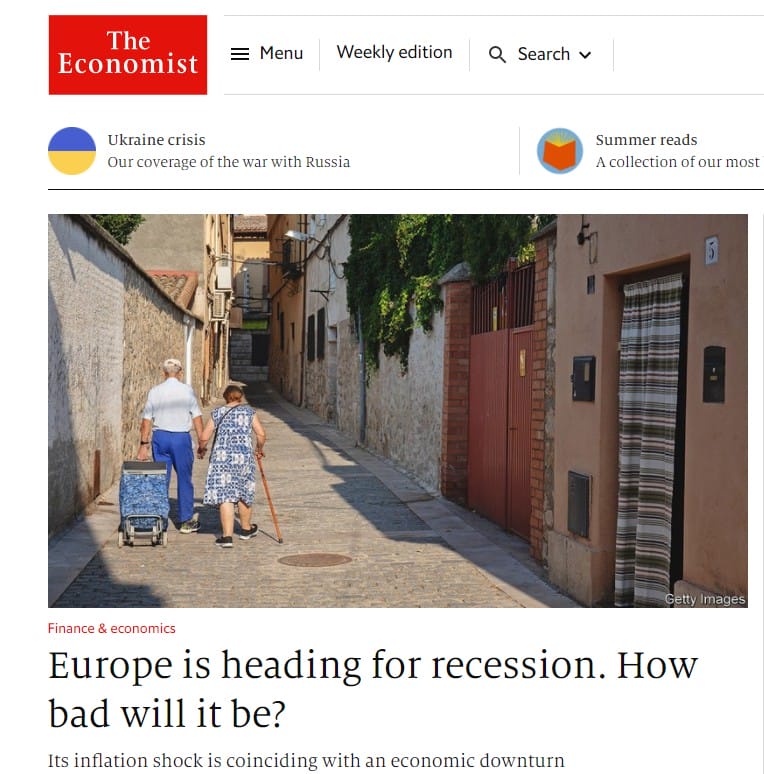 The
Economist
Menu
Weekly edition
Search
Ukraine crisis
Our coverage of the war with Russia
Summer reads
A collection of our most
5
Getty Images
Finance & economics
Europe is heading for recession. How
bad will it be?
Its inflation shock is coinciding with an economic downturn